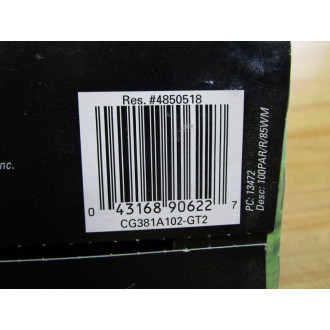 Res. #4850518
0 43168 90622 7
CG381A102-GT2
nc.
PC: 13472
Desc: 100PAR/R/85WM